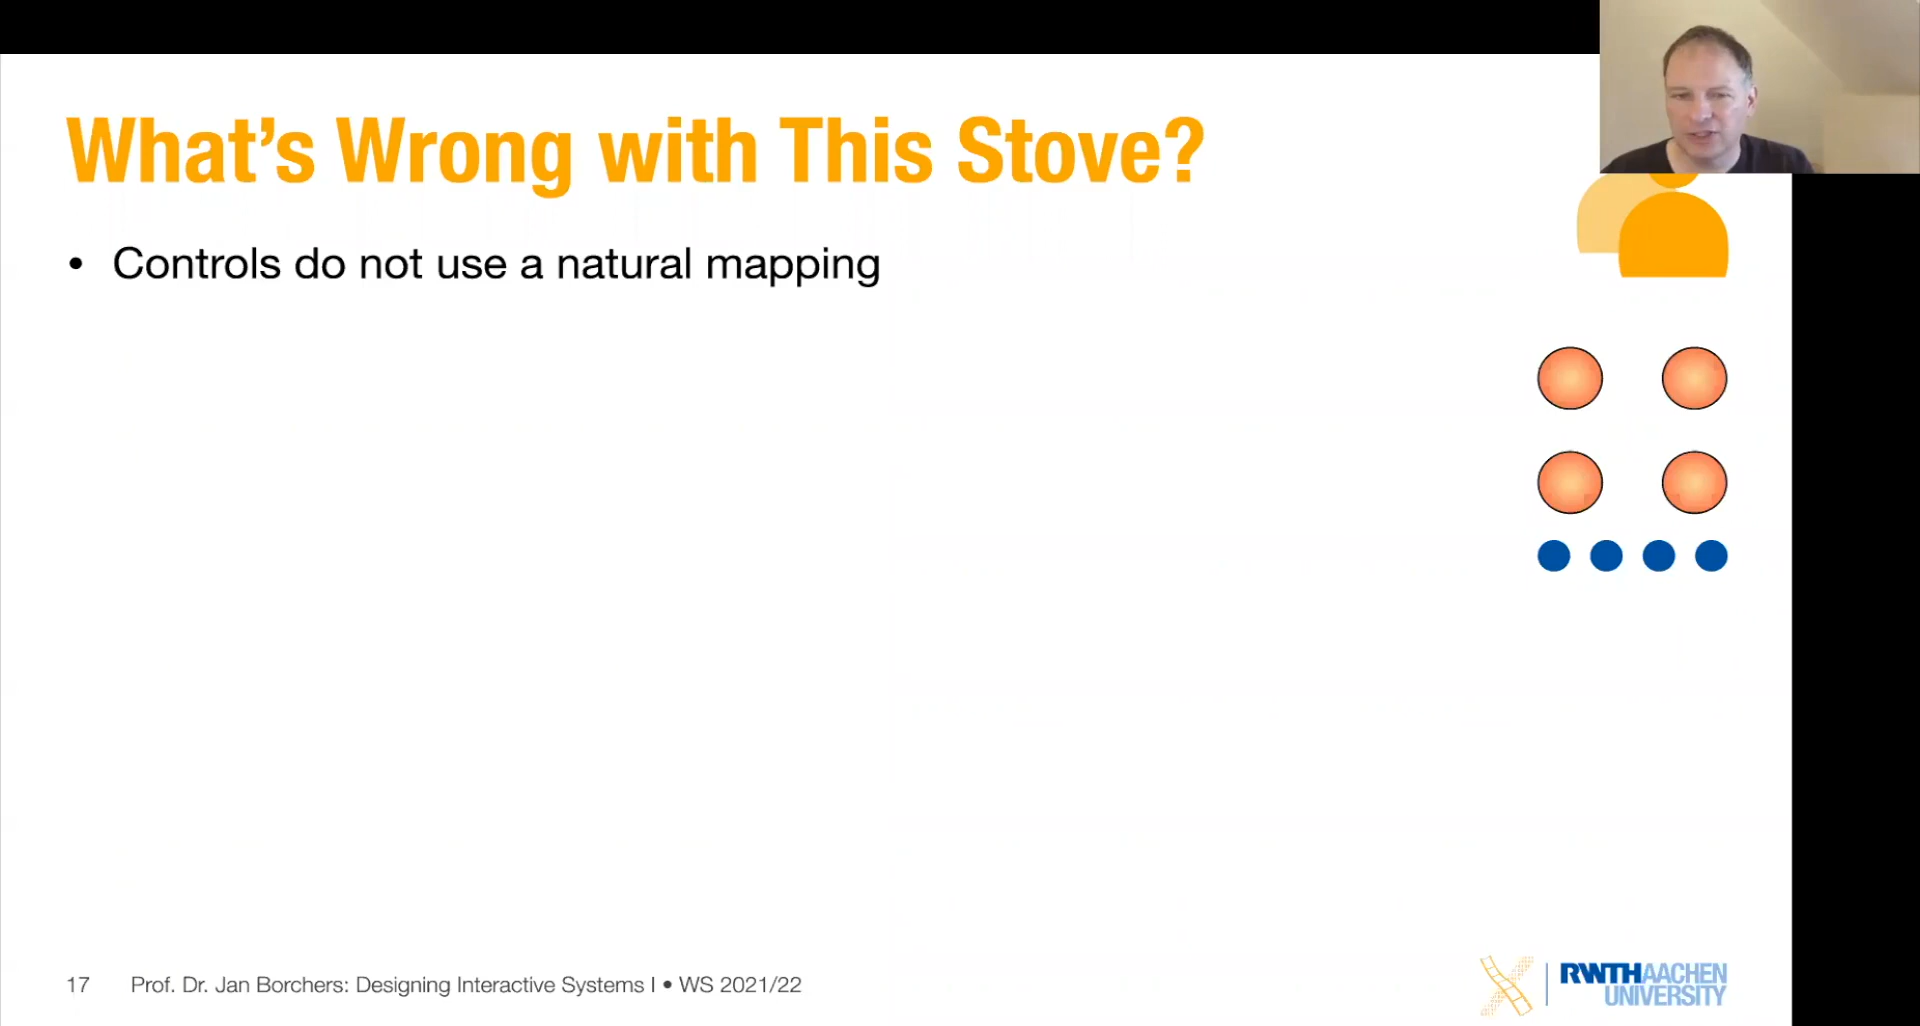 What's Wrong with This Stove?
• Controls do not use a natural mapping
17 Prof. Dr. Jan Borchers: Designing Interactive Systems I • WS 2021/22
RWTHAACHEN
UNIVERSITY